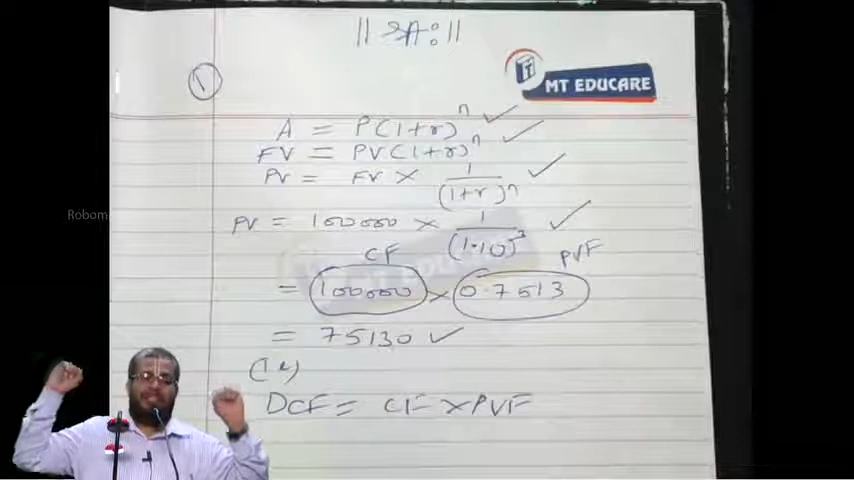 || श्री: ||
1
MT EDUCARE
A = P(1+r)^n ✓
FV = PV(1+r)^n ✓
PV = FV × 1/(1+r)^n ✓
PV = 100000 × 1/(1.10)^3 ✓
CF PVF
= 100000 × 0.7513
= 75130 ✓
(i.e)
DCF = CF × PVF
Robom